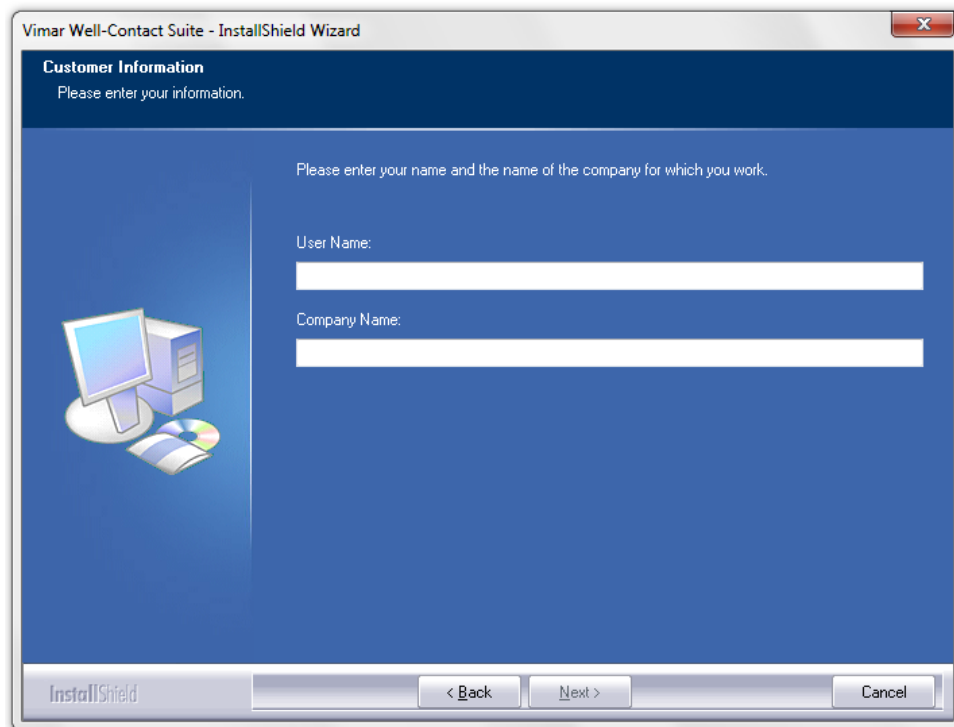 Vimar Well-Contact Suite - InstallShield Wizard
Customer Information
Please enter your information.
Please enter your name and the name of the company for which you work.
User Name:
Company Name:
InstallShield
< Back
Next >
Cancel